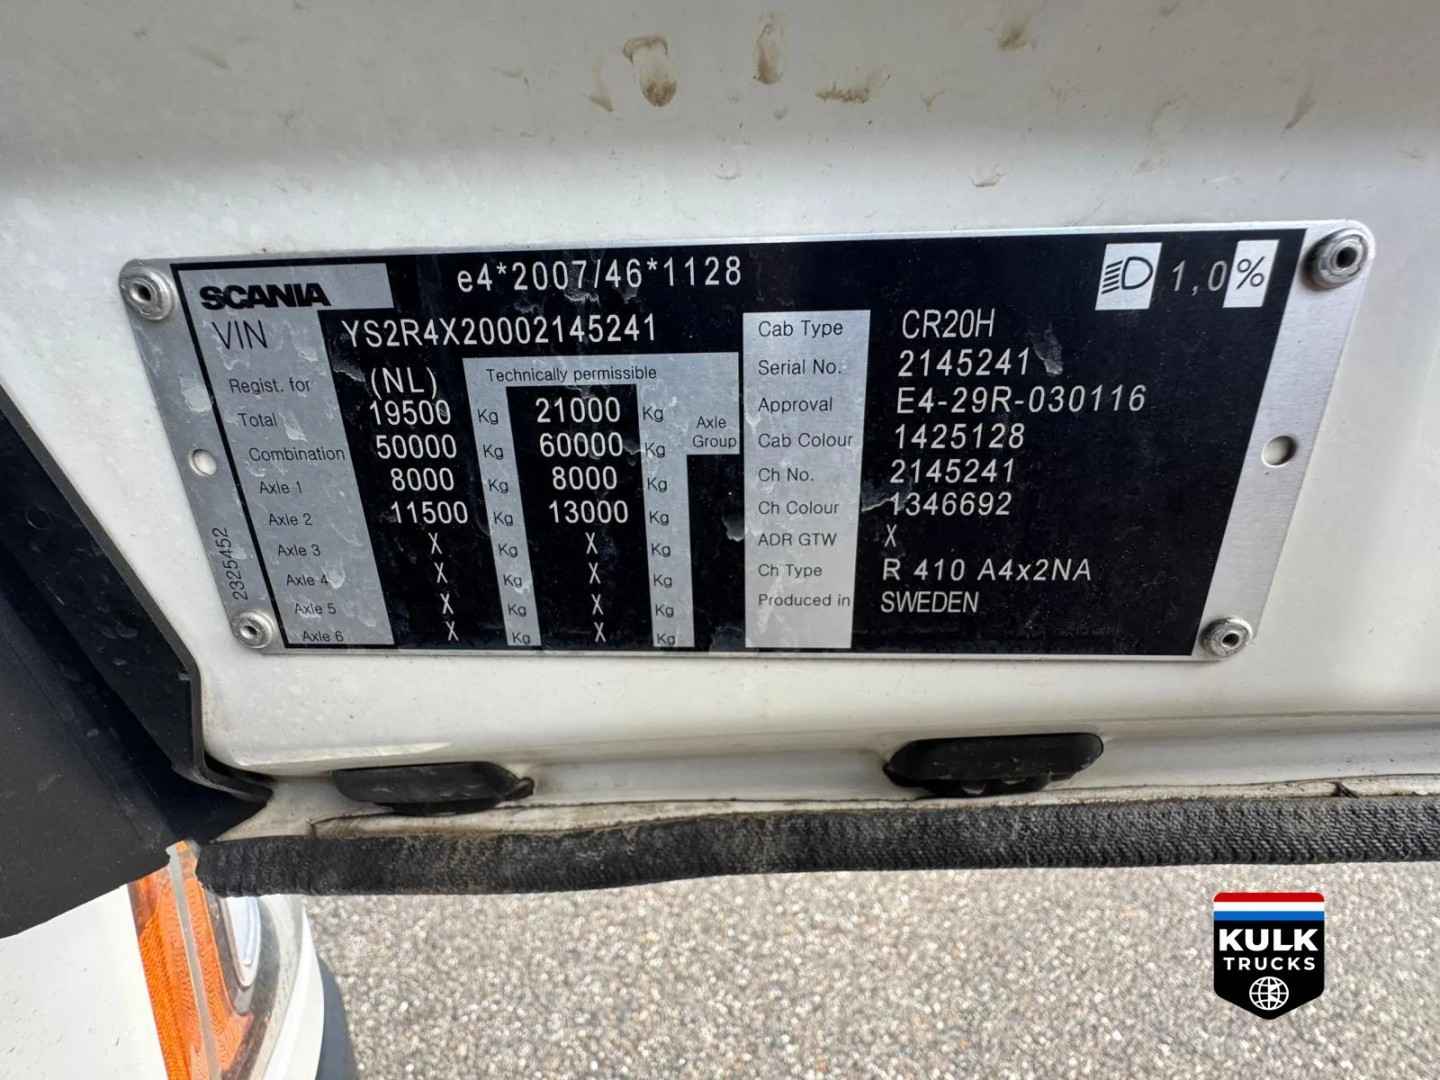 SCANIA e4*2007/46*1128 1,0%
VIN YS2R4X20002145241
Regist. for (NL) Technically permissible
Total 19500 Kg 21000 Kg
Combination 50000 Kg 60000 Kg Axle Group
Axle 1 8000 Kg 8000 Kg
Axle 2 11500 Kg 13000 Kg
Axle 3 X Kg X Kg
Axle 4 X Kg X Kg
Axle 5 X Kg X Kg
Axle 6 X Kg X Kg
2325452
Cab Type CR20H
Serial No. 2145241
Approval E4-29R-030116
Cab Colour 1425128
Ch No. 2145241
Ch Colour 1346692
ADR GTW X
Ch Type R 410 A4x2NA
Produced in SWEDEN
KULK
TRUCKS